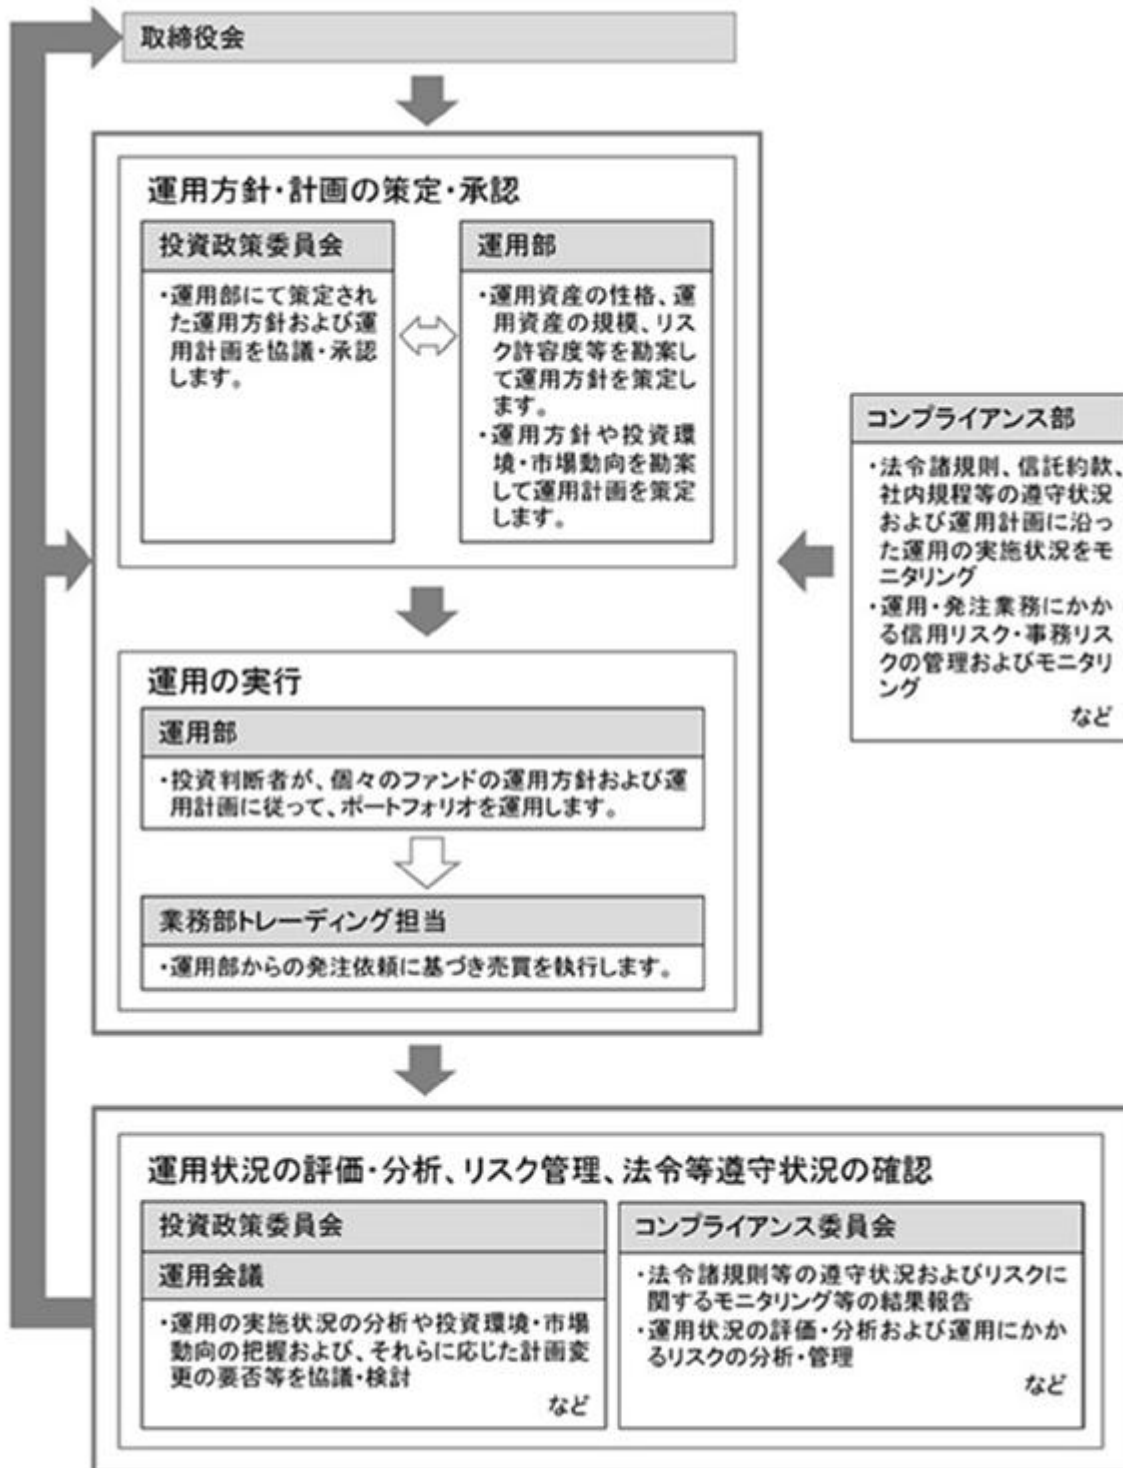 取締役会
運用方針・計画の策定・承認
投資政策委員会
・運用部にて策定され
た運用方針および運
用計画を協議・承認
します。
運用部
・運用資産の性格、運
用資産の規模、リス
ク許容度等を勘案し
て運用方針を策定し
ます。
・運用方針や投資環
境・市場動向を勘案
して運用計画を策定
します。
コンプライアンス部
・法令諸規則、信託約款、
社内規程等の遵守状況
および運用計画に沿っ
た運用の実施状況をモ
ニタリング
・運用・発注業務にかか
る信用リスク・事務リス
クの管理およびモニタリ
ング
など
運用の実行
運用部
・投資判断者が、個々のファンドの運用方針および運
用計画に従って、ポートフォリオを運用します。
業務部トレーディング担当
・運用部からの発注依頼に基づき売買を執行します。
運用状況の評価・分析、リスク管理、法令等遵守状況の確認
投資政策委員会
運用会議
・運用の実施状況の分析や投資環境・市場
動向の把握および、それらに応じた計画変
更の要否等を協議・検討
など
コンプライアンス委員会
・法令諸規則等の遵守状況およびリスクに
関するモニタリング等の結果報告
・運用状況の評価・分析および運用にかか
るリスクの分析・管理
など